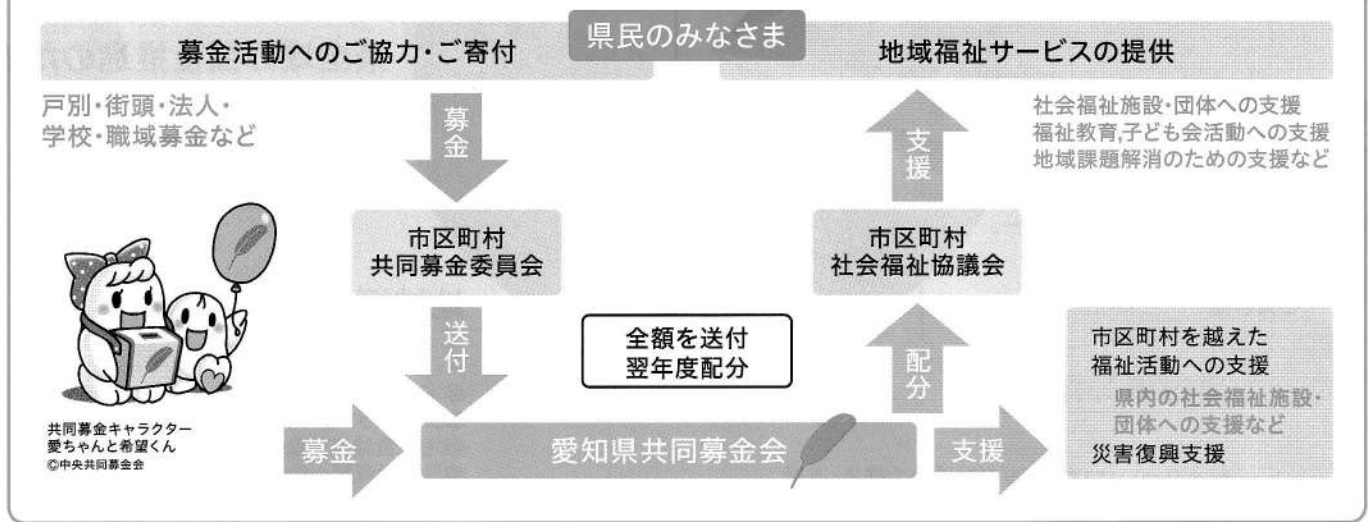 県民のみなさま
募金活動へのご協力・ご寄付
地域福祉サービスの提供
戸別・街頭・法人・
学校・職域募金など
募金
支援
社会福祉施設・団体への支援
福祉教育,子ども会活動への支援
地域課題解消のための支援など
市区町村
共同募金委員会
市区町村
社会福祉協議会
送付
全額を送付
翌年度配分
配分
市区町村を越えた
福祉活動への支援
県内の社会福祉施設・
団体への支援など
災害復興支援
共同募金キャラクター
愛ちゃんと希望くん
©中央共同募金会
募金
愛知県共同募金会
支援